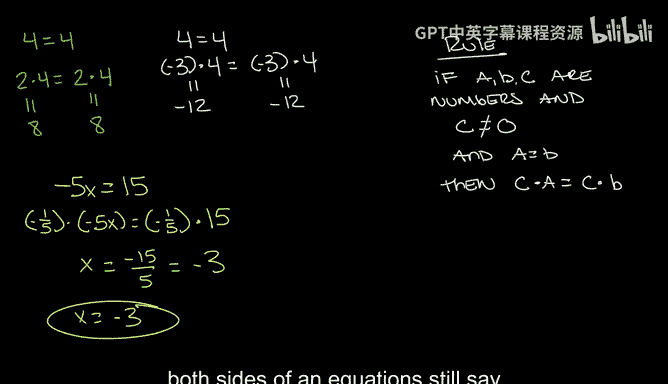 GPT中英字幕课程资源 bilibili
4=4
2·4=2·4
|| ||
8 8
4=4
(-3)·4=(-3)·4
|| ||
-12 -12
RULE
IF A, b, C ARE
NUMBERS AND
C≠0
AND A=b
then C·A=C·b
-5x=15
(-1/5)·(-5x)=(-1/5)·15
x=-15/5=-3
x=-3
both sides of an equations still say